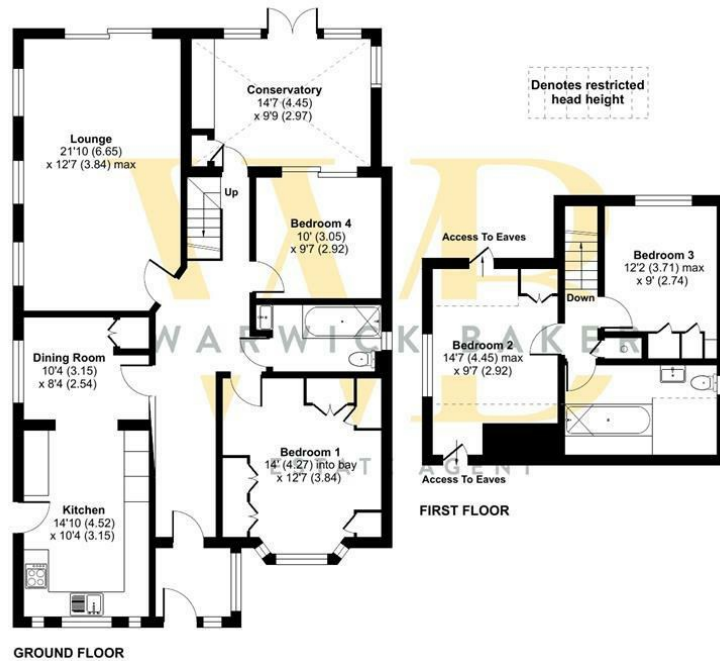 Lounge
21'10 (6.65)
x 12'7 (3.84) max
Conservatory
14'7 (4.45)
x 9'9 (2.97)
Denotes restricted
head height
Up
Bedroom 4
10' (3.05)
x 9'7 (2.92)
Dining Room
10'4 (3.15)
x 8'4 (2.54)
Kitchen
14'10 (4.52)
x 10'4 (3.15)
Bedroom 1
14' (4.27) into bay
x 12'7 (3.84)
GROUND FLOOR
Access To Eaves
Bedroom 3
12'2 (3.71) max
x 9' (2.74)
Down
Bedroom 2
14'7 (4.45) max
x 9'7 (2.92)
Access To Eaves
FIRST FLOOR
WB
WARWICK BAKER
ESTATE AGENT